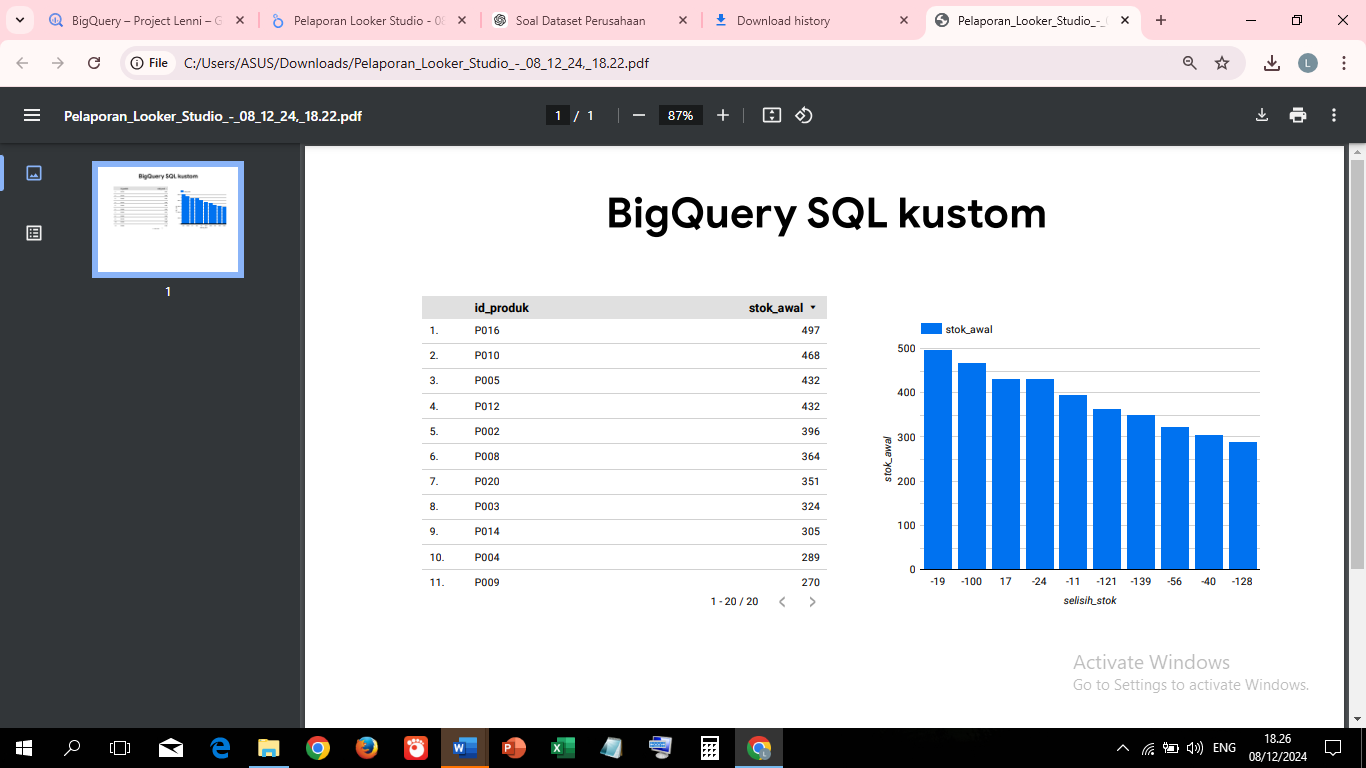 BigQuery – Project Lenni – G
Pelaporan Looker Studio - 08
Soal Dataset Perusahaan
Download history
Pelaporan_Looker_Studio_-_0
File
C:/Users/ASUS/Downloads/Pelaporan_Looker_Studio_-_08_12_24,_18.22.pdf
L
Pelaporan_Looker_Studio_-_08_12_24,_18.22.pdf
1 / 1
87%
1
BigQuery SQL kustom
id_produk stok_awal
1. P016 497
2. P010 468
3. P005 432
4. P012 432
5. P002 396
6. P008 364
7. P020 351
8. P003 324
9. P014 305
10. P004 289
11. P009 270
1 - 20 / 20
stok_awal
500
400
300
200
100
0
stok_awal
-19 -100 17 -24 -11 -121 -139 -56 -40 -128
selisih_stok
Activate Windows
Go to Settings to activate Windows.
ENG
18.26
08/12/2024